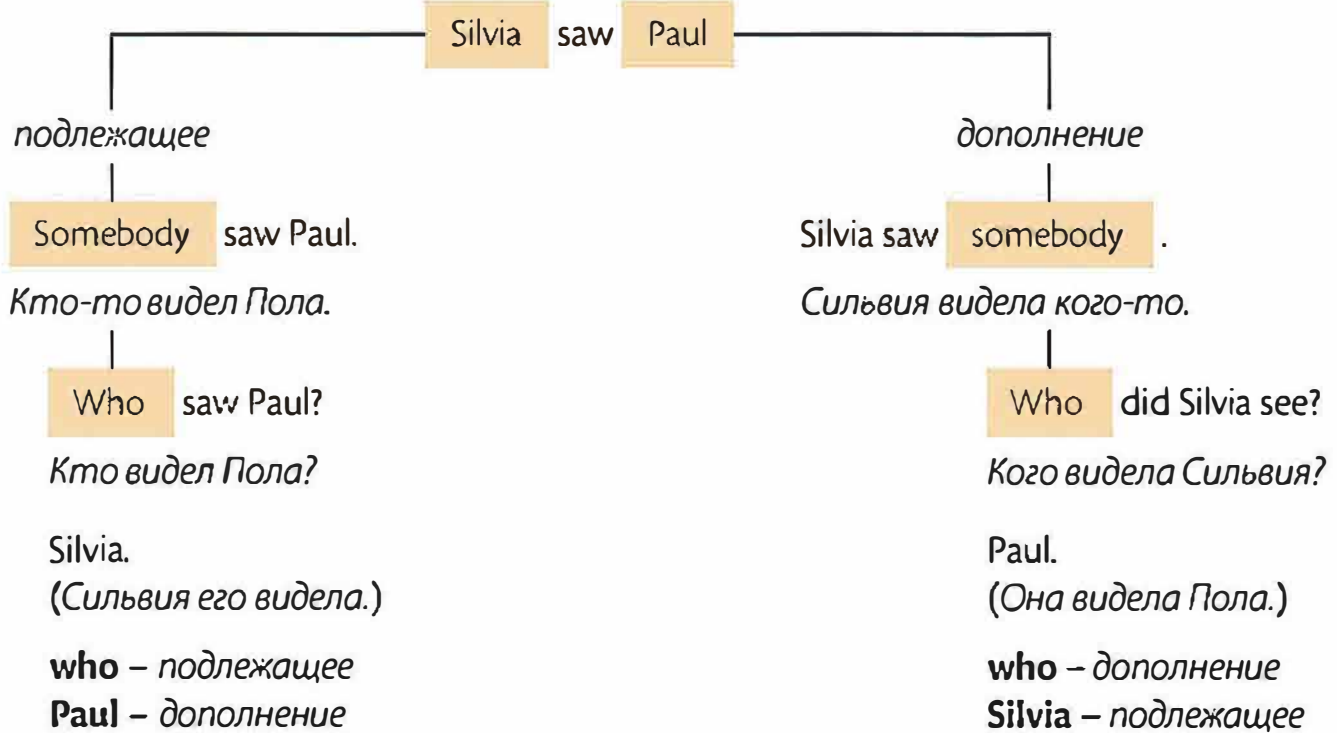 Silvia saw Paul
подлежащее
Somebody saw Paul.
Кто-то видел Пола.
Who saw Paul?
Кто видел Пола?
Silvia.
(Сильвия его видела.)
who – подлежащее
Paul – дополнение
дополнение
Silvia saw somebody .
Сильвия видела кого-то.
Who did Silvia see?
Кого видела Сильвия?
Paul.
(Она видела Пола.)
who – дополнение
Silvia – подлежащее